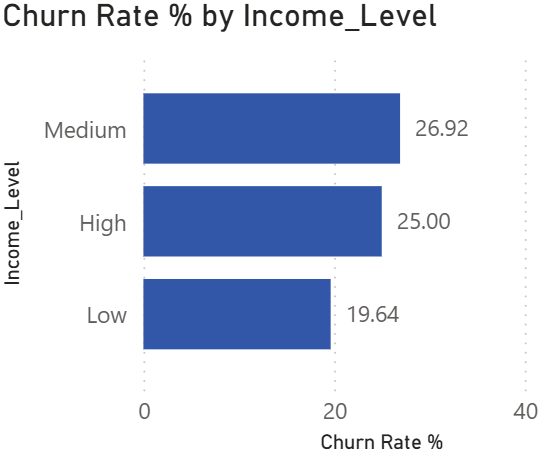 Churn Rate % by Income_Level
Income_Level
Medium
26.92
High
25.00
Low
19.64
0
20
40
Churn Rate %